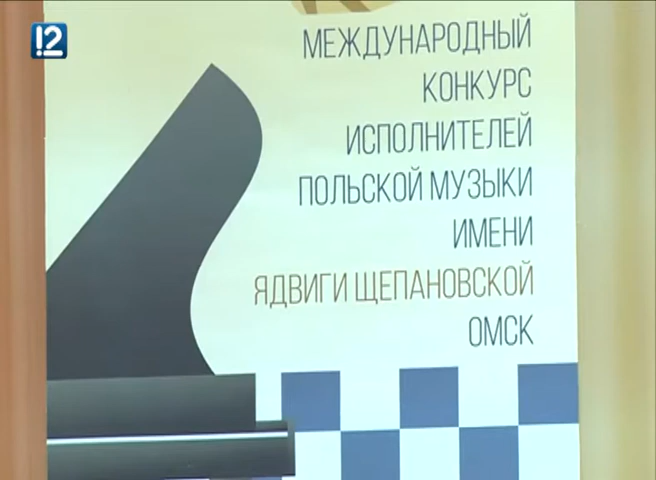 12
МЕЖДУНАРОДНЫЙ
КОНКУРС
ИСПОЛНИТЕЛЕЙ
ПОЛЬСКОЙ МУЗЫКИ
ИМЕНИ
ЯДВИГИ ЩЕПАНОВСКОЙ
ОМСК